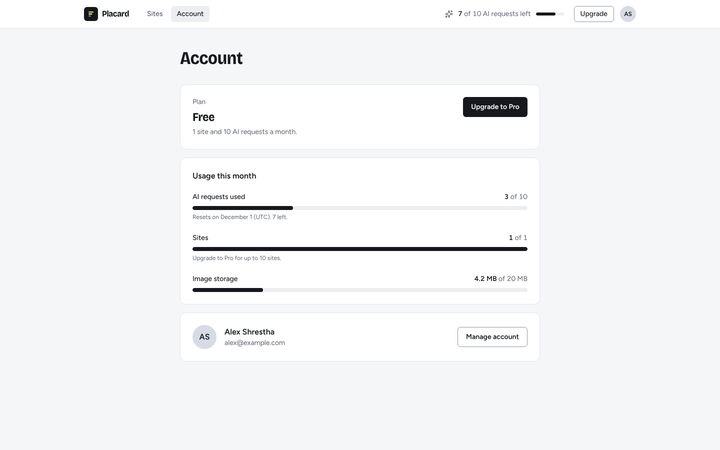 Placard
Sites
Account
7 of 10 AI requests left
Upgrade
AS
Account
Plan
Free
1 site and 10 AI requests a month.
Upgrade to Pro
Usage this month
AI requests used
3 of 10
Resets on December 1 (UTC). 7 left.
Sites
1 of 1
Upgrade to Pro for up to 10 sites.
Image storage
4.2 MB of 20 MB
AS
Alex Shrestha
alex@example.com
Manage account